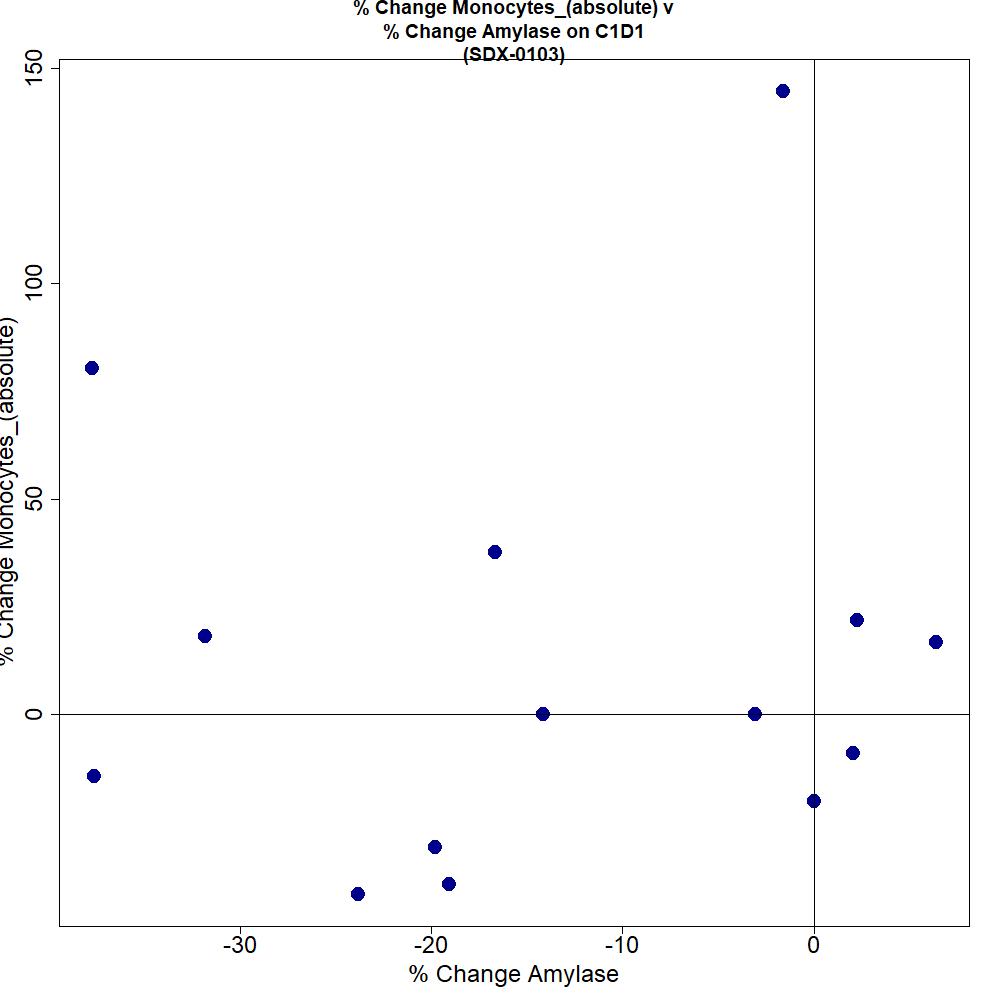 % Change Monocytes_(absolute) v
% Change Amylase on C1D1
(SDX-0103)
% Change Monocytes_(absolute)
150
100
50
0
-30
-20
-10
0
% Change Amylase